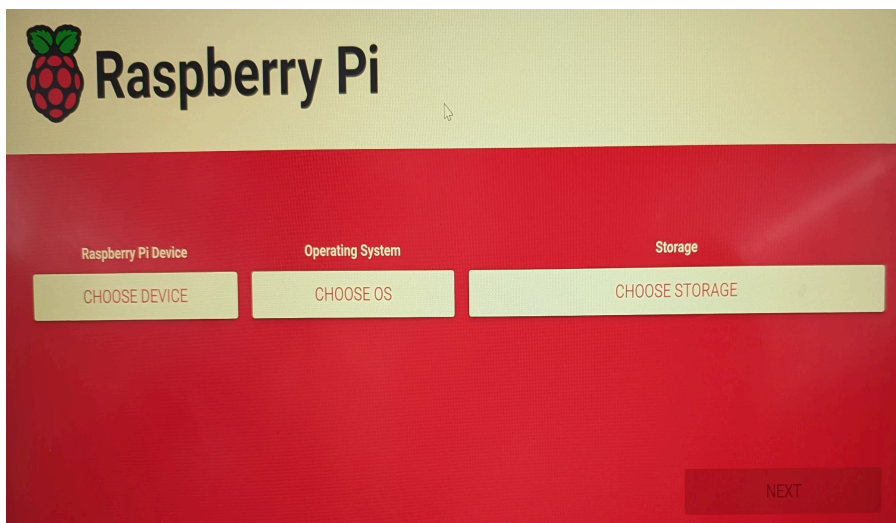 Raspberry Pi
Raspberry Pi Device
Operating System
Storage
CHOOSE DEVICE
CHOOSE OS
CHOOSE STORAGE
NEXT